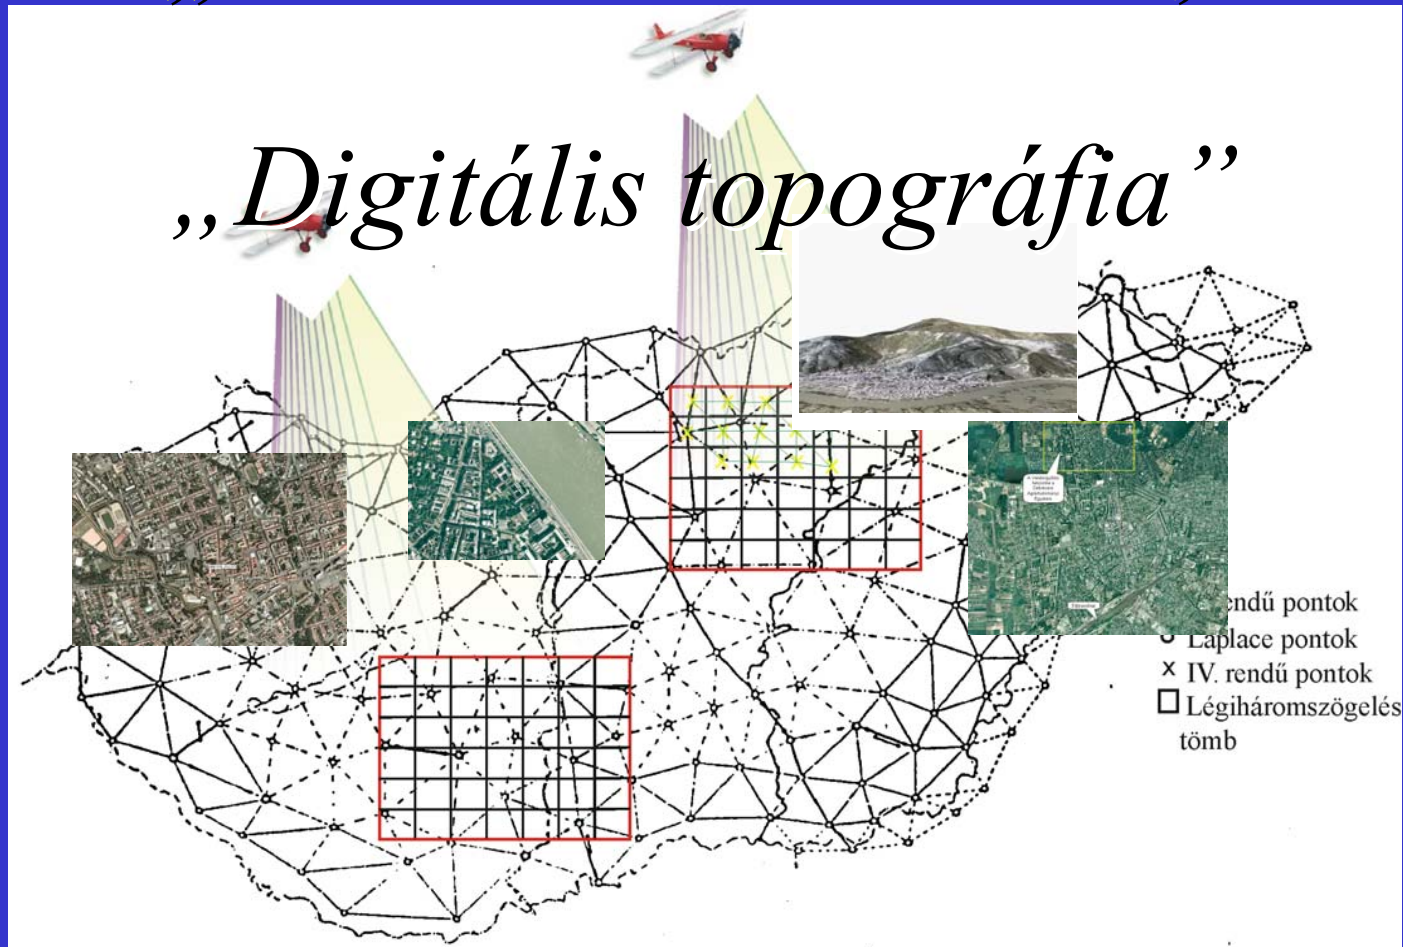 „Digitális topográfia”
endű pontok
Laplace pontok
x IV. rendű pontok
Légiháromszögelés
tömb